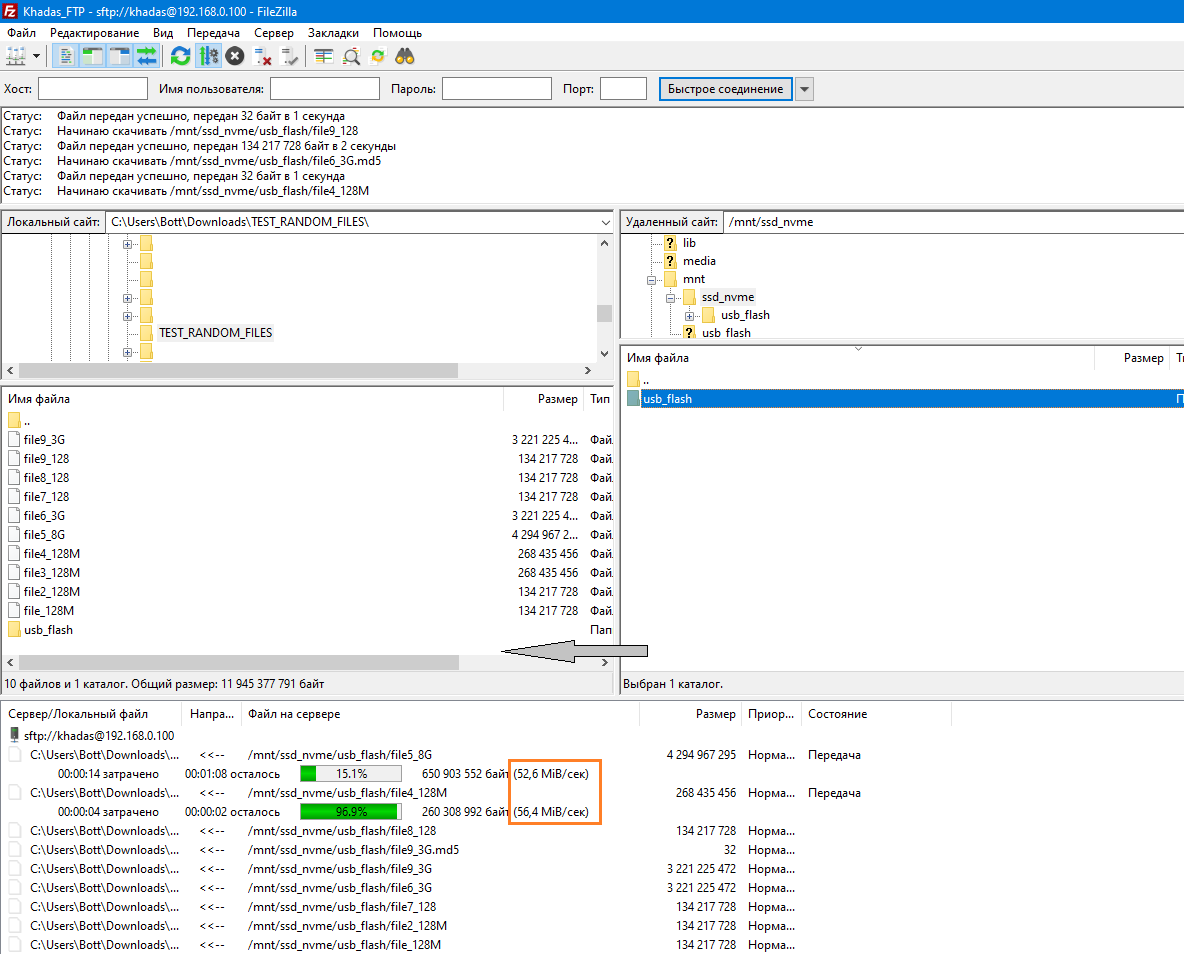 Khadas_FTP - sftp://khadas@192.168.0.100 - FileZilla
Файл Редактирование Вид Передача Сервер Закладки Помощь
Хост: Имя пользователя: Пароль: Порт: Быстрое соединение
Статус: Файл передан успешно, передан 32 байт в 1 секунда
Статус: Начинаю скачивать /mnt/ssd_nvme/usb_flash/file9_128
Статус: Файл передан успешно, передан 134 217 728 байт в 2 секунды
Статус: Начинаю скачивать /mnt/ssd_nvme/usb_flash/file6_3G.md5
Статус: Файл передан успешно, передан 32 байт в 1 секунда
Статус: Начинаю скачивать /mnt/ssd_nvme/usb_flash/file4_128M
Локальный сайт: C:\Users\Bott\Downloads\TEST_RANDOM_FILES\
TEST_RANDOM_FILES
Имя файла Размер Тип
..
file9_3G 3 221 225 4... Фай
file9_128 134 217 728 Фай
file8_128 134 217 728 Фай
file7_128 134 217 728 Фай
file6_3G 3 221 225 4... Фай
file5_8G 4 294 967 2... Фай
file4_128M 268 435 456 Фай
file3_128M 268 435 456 Фай
file2_128M 134 217 728 Фай
file_128M 134 217 728 Фай
usb_flash Пап
10 файлов и 1 каталог. Общий размер: 11 945 377 791 байт
Удаленный сайт: /mnt/ssd_nvme
? lib
? media
mnt
ssd_nvme
usb_flash
? usb_flash
Имя файла Размер Т
..
usb_flash П
Выбран 1 каталог.
Сервер/Локальный файл Напра... Файл на сервере Размер Приор... Состояние
sftp://khadas@192.168.0.100
C:\Users\Bott\Downloads\... <<-- /mnt/ssd_nvme/usb_flash/file5_8G 4 294 967 295 Норма... Передача
00:00:14 затрачено 00:01:08 осталось 15.1% 650 903 552 байт (52,6 MiB/сек)
C:\Users\Bott\Downloads\... <<-- /mnt/ssd_nvme/usb_flash/file4_128M 268 435 456 Норма... Передача
00:00:04 затрачено 00:00:02 осталось 96.9% 260 308 992 байт (56,4 MiB/сек)
C:\Users\Bott\Downloads\... <<-- /mnt/ssd_nvme/usb_flash/file8_128 134 217 728 Норма...
C:\Users\Bott\Downloads\... <<-- /mnt/ssd_nvme/usb_flash/file9_3G.md5 32 Норма...
C:\Users\Bott\Downloads\... <<-- /mnt/ssd_nvme/usb_flash/file9_3G 3 221 225 472 Норма...
C:\Users\Bott\Downloads\... <<-- /mnt/ssd_nvme/usb_flash/file6_3G 3 221 225 472 Норма...
C:\Users\Bott\Downloads\... <<-- /mnt/ssd_nvme/usb_flash/file7_128 134 217 728 Норма...
C:\Users\Bott\Downloads\... <<-- /mnt/ssd_nvme/usb_flash/file2_128M 134 217 728 Норма...
C:\Users\Bott\Downloads\... <<-- /mnt/ssd_nvme/usb_flash/file_128M 134 217 728 Норма...